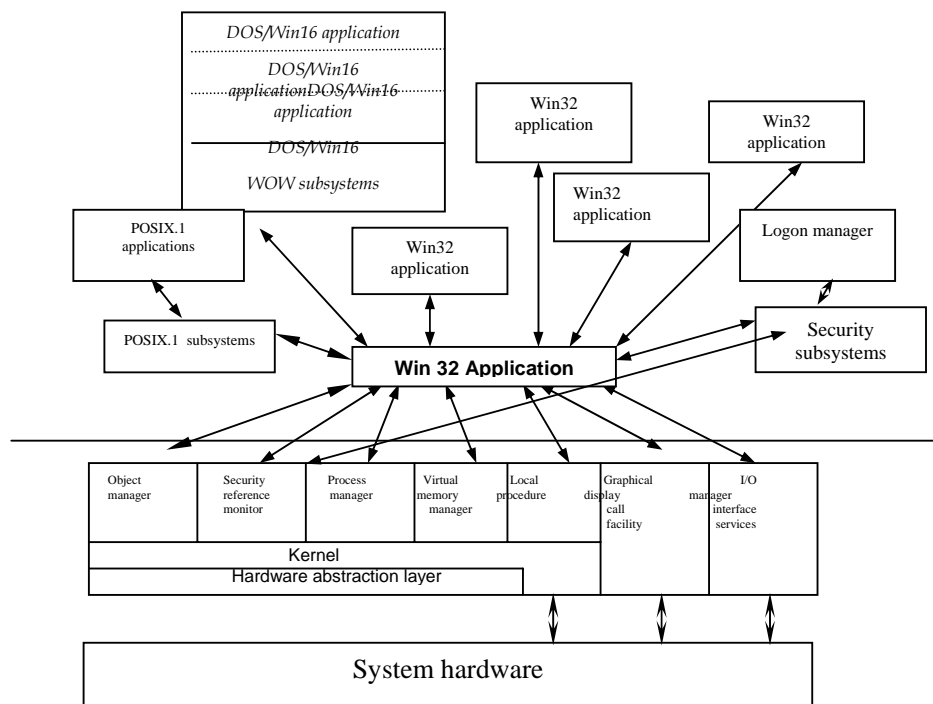 DOS/Win16 application
DOS/Win16
applicationDOS/Win16
application
DOS/Win16
WOW subsystems
Win32
application
Win32
application
Win32
application
POSIX.1
applications
Win32
application
Logon manager
POSIX.1 subsystems
Security
subsystems
Win 32 Application
Object
manager
Security
reference
monitor
Process
manager
Virtual
memory
manager
Local
procedure
Graphical
display
call
facility
I/O
manager
interface
services
Kernel
Hardware abstraction layer
System hardware